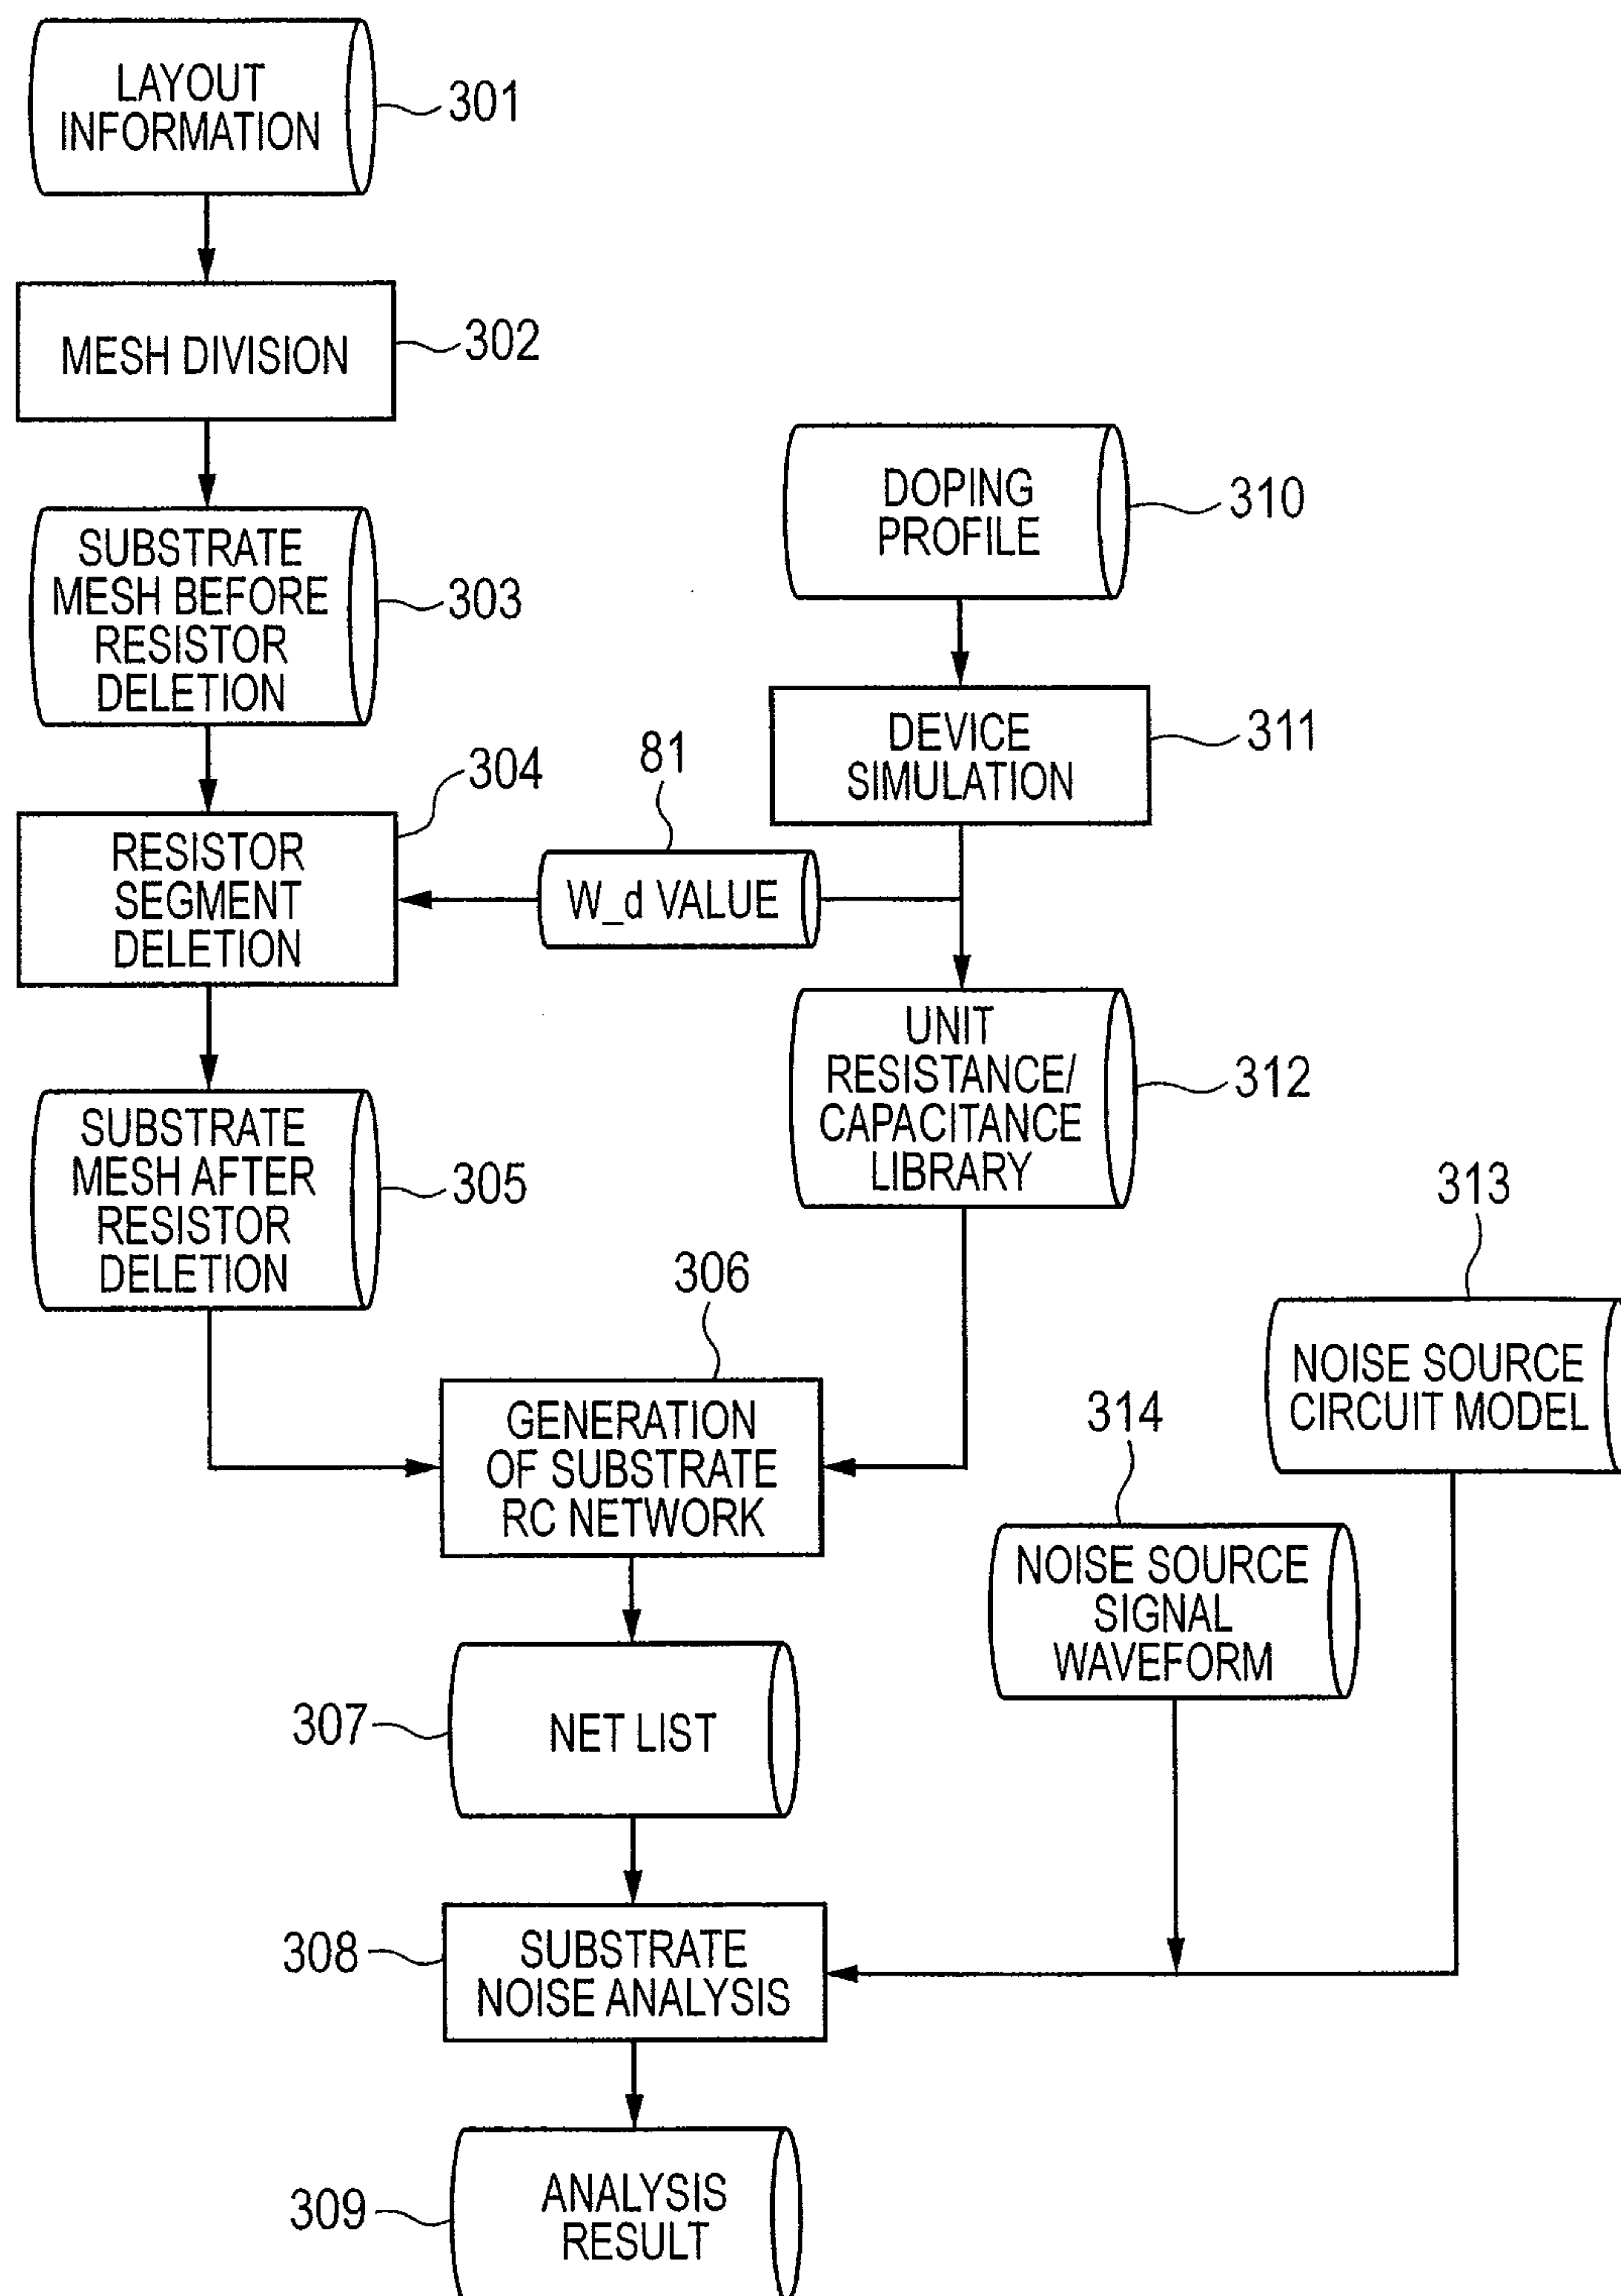 LAYOUT
INFORMATION
301
MESH DIVISION
302
SUBSTRATE
MESH BEFORE
RESISTOR
DELETION
303
DOPING
PROFILE
310
DEVICE
SIMULATION
311
RESISTOR
SEGMENT
DELETION
304
81
W_d VALUE
UNIT
RESISTANCE/
CAPACITANCE
LIBRARY
312
SUBSTRATE
MESH AFTER
RESISTOR
DELETION
305
306
GENERATION
OF SUBSTRATE
RC NETWORK
313
NOISE SOURCE
CIRCUIT MODEL
314
NOISE SOURCE
SIGNAL
WAVEFORM
307
NET LIST
308
SUBSTRATE
NOISE ANALYSIS
309
ANALYSIS
RESULT